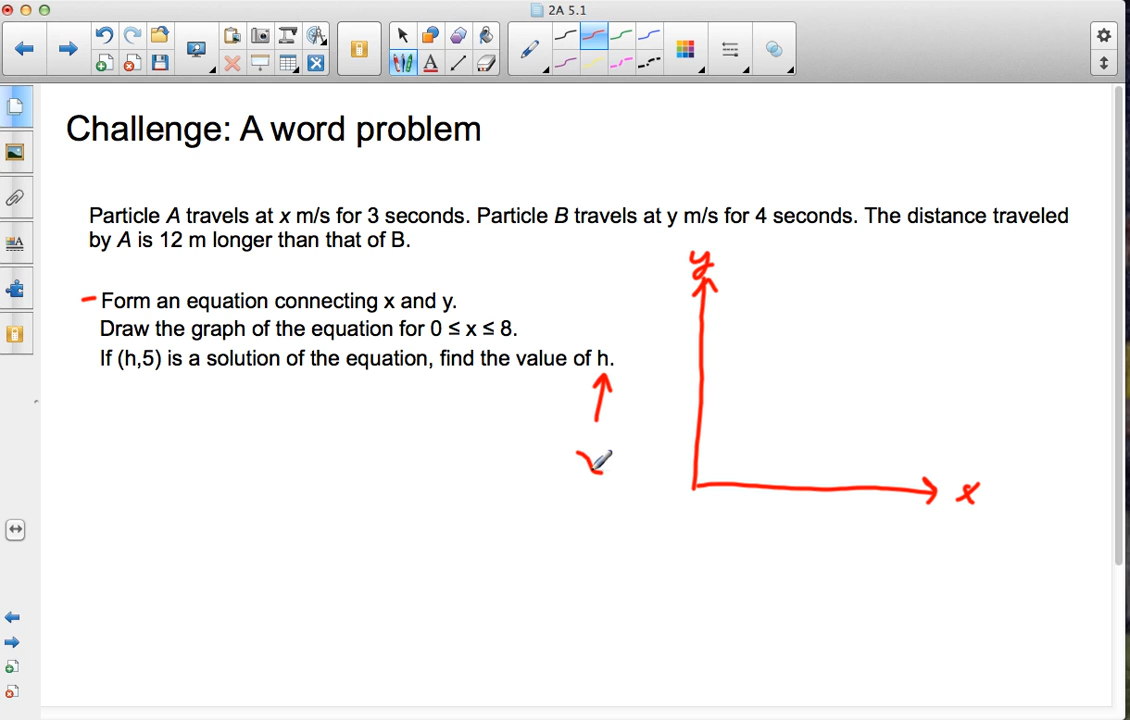 2A 5.1
Challenge: A word problem
Particle A travels at x m/s for 3 seconds. Particle B travels at y m/s for 4 seconds. The distance traveled
by A is 12 m longer than that of B.
Form an equation connecting x and y.
Draw the graph of the equation for 0 ≤ x ≤ 8.
If (h,5) is a solution of the equation, find the value of h.
y
x